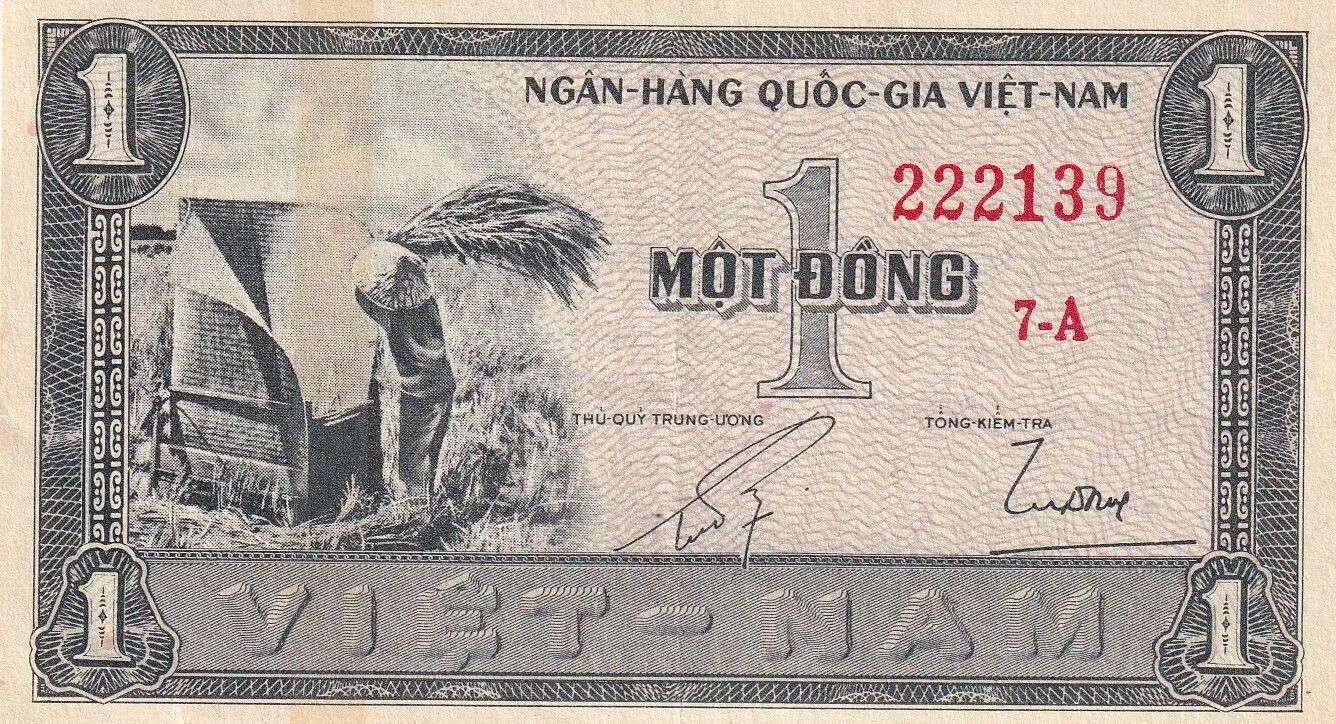 1
1
NGÂN-HÀNG QUỐC-GIA VIỆT-NAM
222139
1
MỘT ĐỒNG
7-A
THỦ-QUỸ TRUNG-ƯƠNG
TỔNG-KIỂM-TRA
VIỆT-NAM
1
1